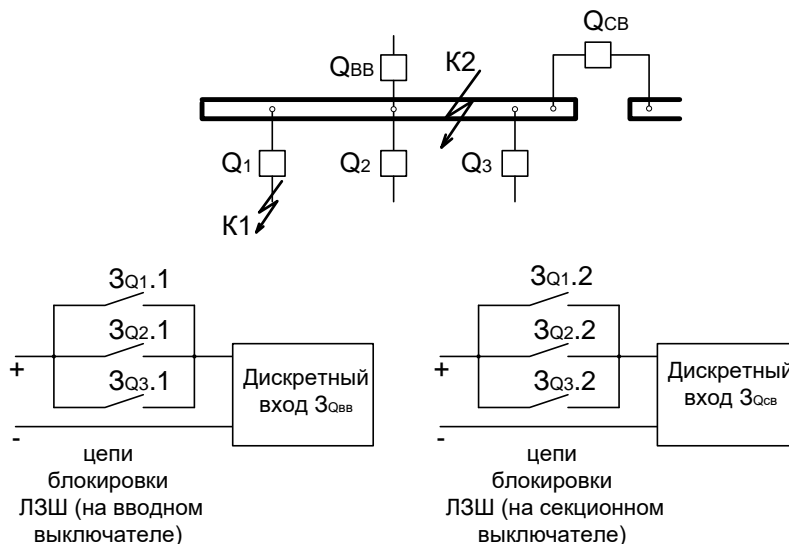 QСВ
QВВ
К2
Q1
Q2
Q3
К1
ЗQ1.1
ЗQ2.1
ЗQ3.1
+
-
Дискретный
вход ЗQвв
цепи
блокировки
ЛЗШ (на вводном
выключателе)
ЗQ1.2
ЗQ2.2
ЗQ3.2
+
-
Дискретный
вход ЗQсв
цепи
блокировки
ЛЗШ (на секционном
выключателе)